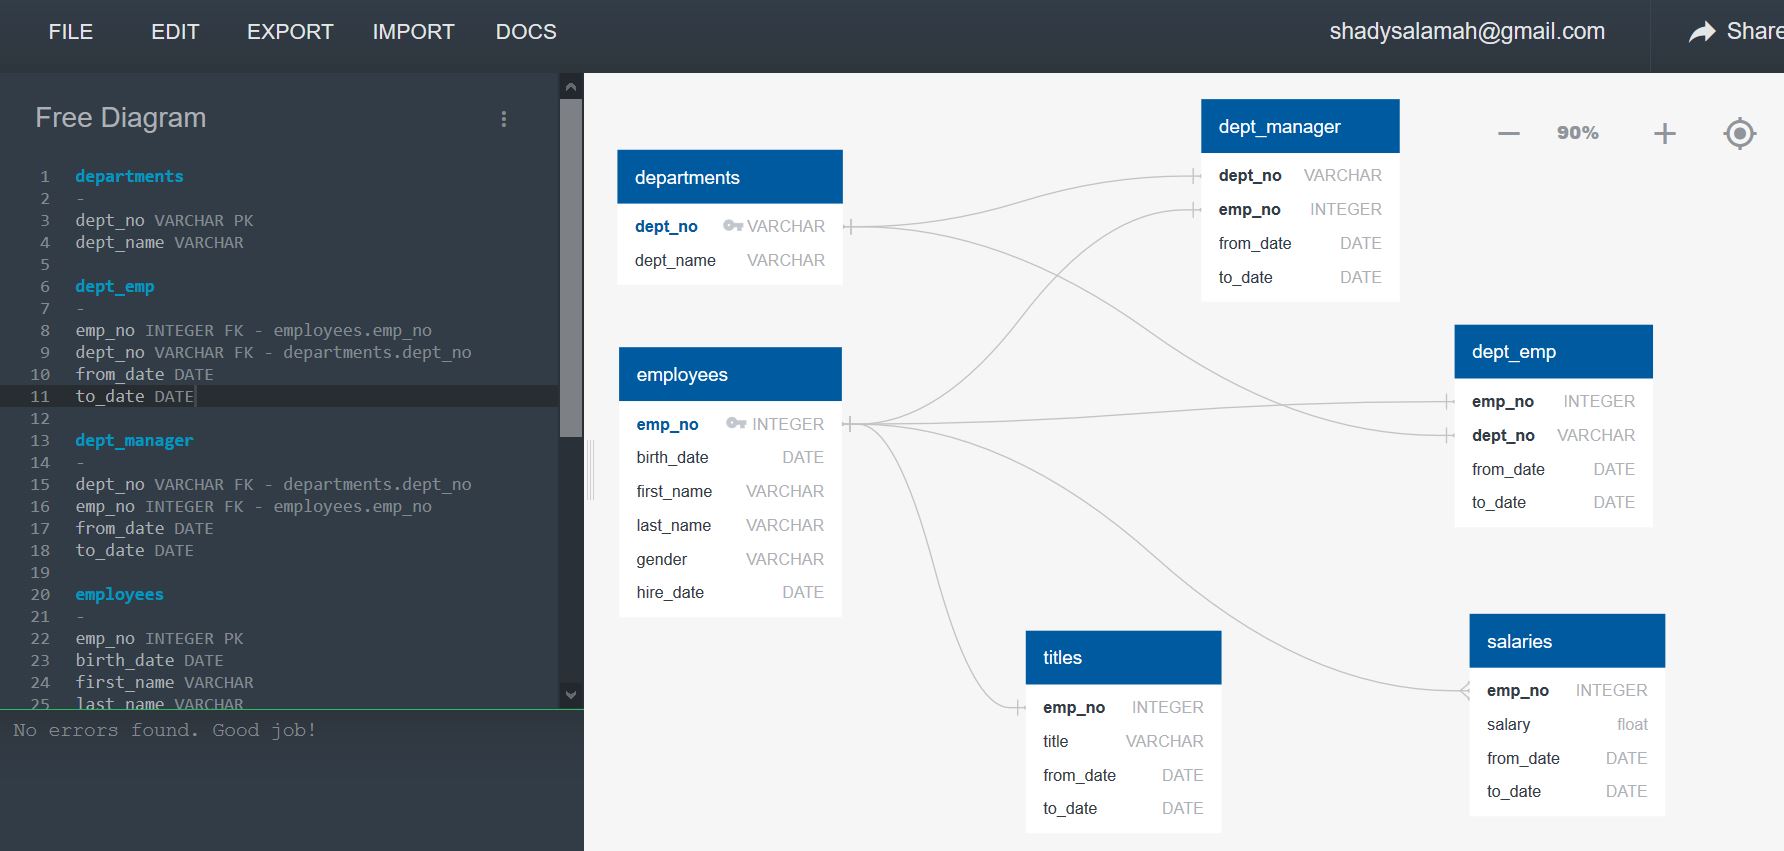 FILE EDIT EXPORT IMPORT DOCS shadysalamah@gmail.com Share
Free Diagram
1 departments
2 -
3 dept_no VARCHAR PK
4 dept_name VARCHAR
5
6 dept_emp
7 -
8 emp_no INTEGER FK - employees.emp_no
9 dept_no VARCHAR FK - departments.dept_no
10 from_date DATE
11 to_date DATE
12
13 dept_manager
14 -
15 dept_no VARCHAR FK - departments.dept_no
16 emp_no INTEGER FK - employees.emp_no
17 from_date DATE
18 to_date DATE
19
20 employees
21 -
22 emp_no INTEGER PK
23 birth_date DATE
24 first_name VARCHAR
25 last_name VARCHAR
No errors found. Good job!
departments
dept_no VARCHAR
dept_name VARCHAR
employees
emp_no INTEGER
birth_date DATE
first_name VARCHAR
last_name VARCHAR
gender VARCHAR
hire_date DATE
dept_manager
dept_no VARCHAR
emp_no INTEGER
from_date DATE
to_date DATE
90%
dept_emp
emp_no INTEGER
dept_no VARCHAR
from_date DATE
to_date DATE
titles
emp_no INTEGER
title VARCHAR
from_date DATE
to_date DATE
salaries
emp_no INTEGER
salary float
from_date DATE
to_date DATE